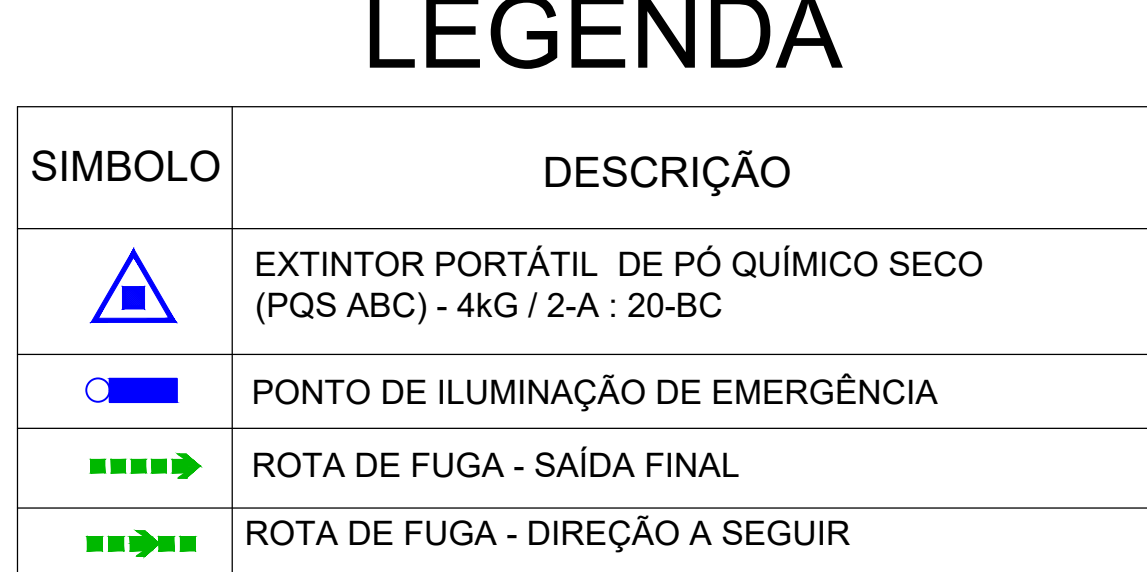 LEGENDA
SIMBOLO
DESCRIÇÃO
EXTINTOR PORTÁTIL DE PÓ QUÍMICO SECO
(PQS ABC) - 4kG / 2-A : 20-BC
PONTO DE ILUMINAÇÃO DE EMERGÊNCIA
ROTA DE FUGA - SAÍDA FINAL
ROTA DE FUGA - DIREÇÃO A SEGUIR